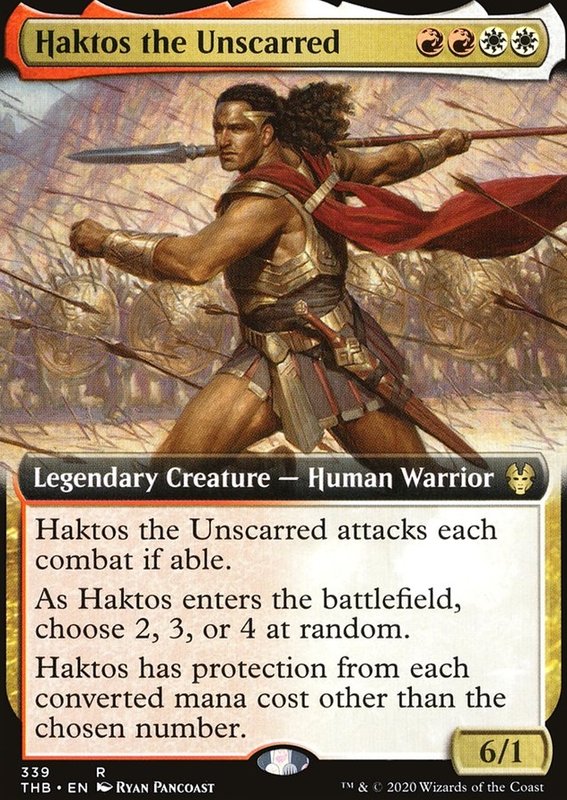 Haktos the Unscarred
Legendary Creature — Human Warrior
Haktos the Unscarred attacks each
combat if able.
As Haktos enters the battlefield,
choose 2, 3, or 4 at random.
Haktos has protection from each
converted mana cost other than the
chosen number.
6/1
339 R
THB • EN RYAN PANCOAST
™ & © 2020 Wizards of the Coast